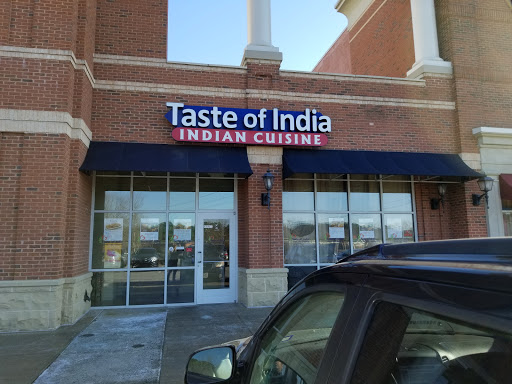 Taste of India
INDIAN CUISINE